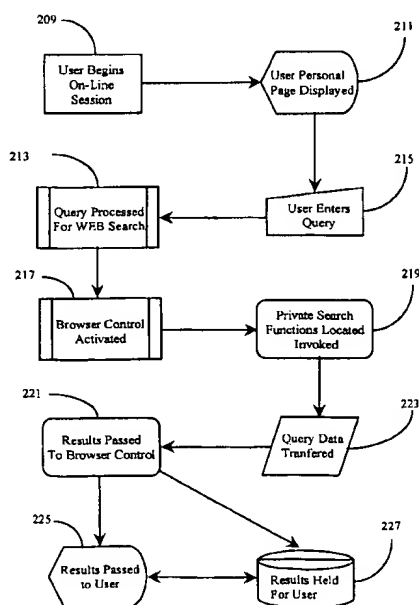 209
User Begins
On-Line
Session
211
User Personal
Page Displayed
213
Query Processed
For WEB Search
215
User Enters
Query
217
Browser Control
Activated
219
Private Search
Functions Located
Invoked
221
Results Passed
To Browser Control
223
Query Data
Tranfered
225
Results Passed
to User
227
Results Held
For User